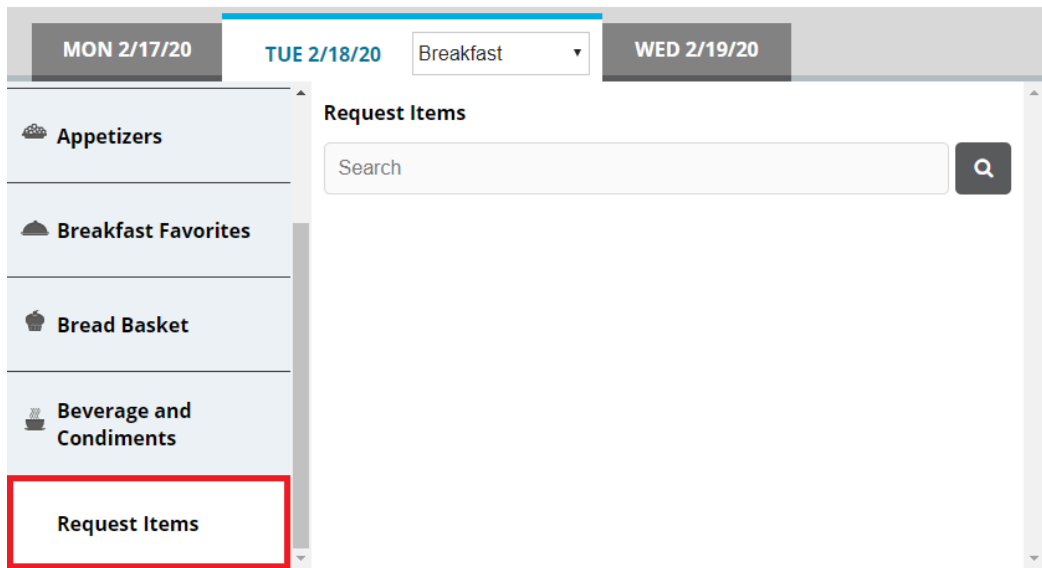 MON 2/17/20
TUE 2/18/20
Breakfast
WED 2/19/20
Appetizers
Breakfast Favorites
Bread Basket
Beverage and
Condiments
Request Items
Request Items
Search